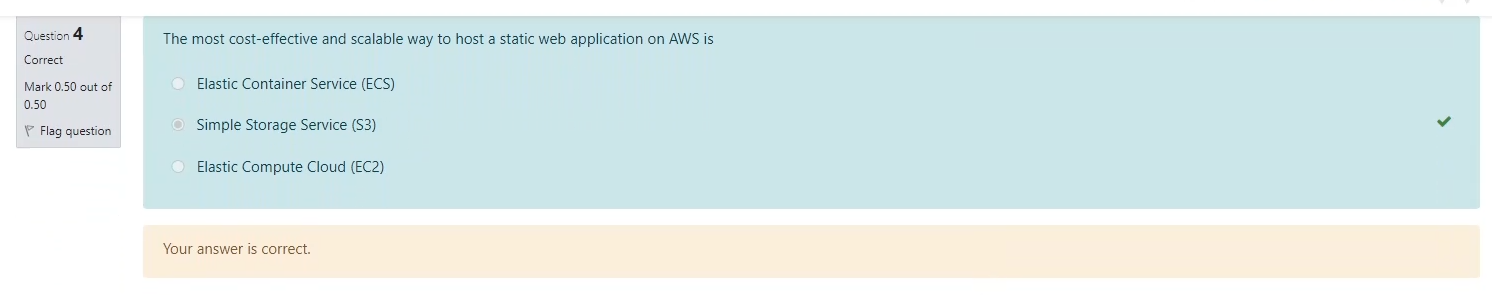 Question 4
Correct
Mark 0.50 out of
0.50
Flag question
The most cost-effective and scalable way to host a static web application on AWS is
Elastic Container Service (ECS)
Simple Storage Service (S3)
Elastic Compute Cloud (EC2)
Your answer is correct.